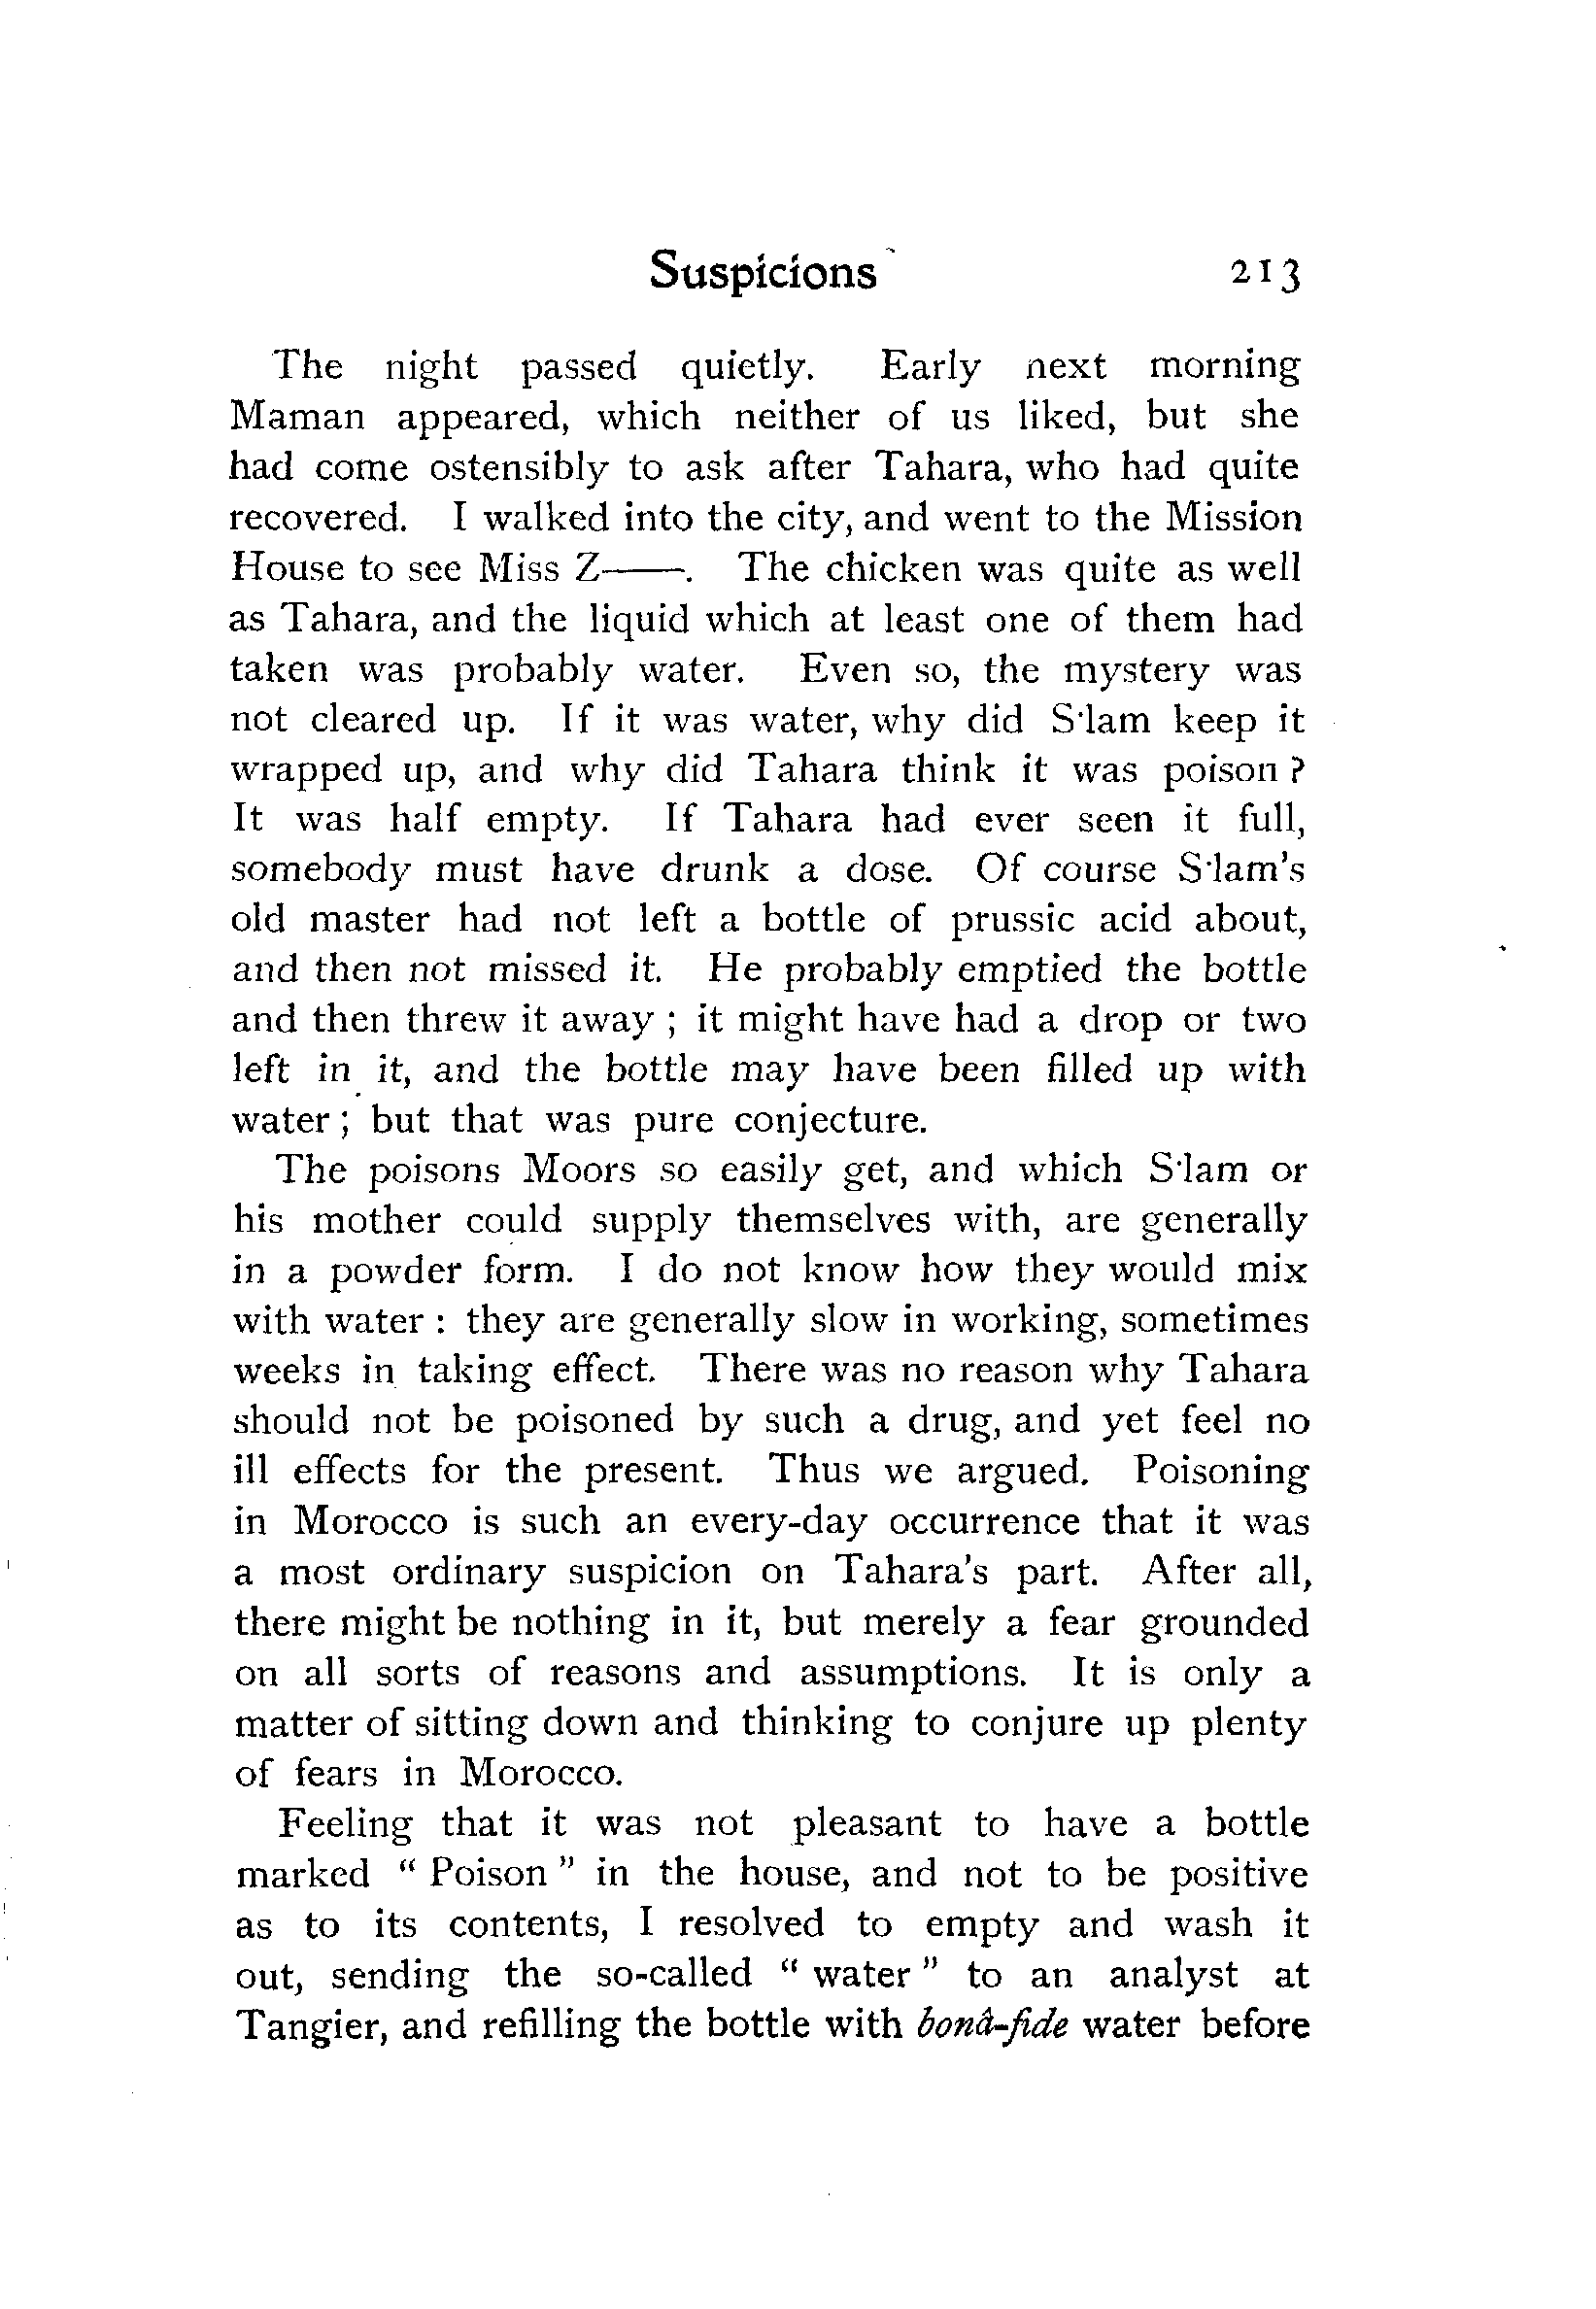 Suspicions 213
The night passed quietly. Early next morning
Maman appeared, which neither of us liked, but she
had come ostensibly to ask after Tahara, who had quite
recovered. I walked into the city, and went to the Mission
House to see Miss Z——. The chicken was quite as well
as Tahara, and the liquid which at least one of them had
taken was probably water. Even so, the mystery was
not cleared up. If it was water, why did S'lam keep it
wrapped up, and why did Tahara think it was poison ?
It was half empty. If Tahara had ever seen it full,
somebody must have drunk a dose. Of course S'lam's
old master had not left a bottle of prussic acid about,
and then not missed it. He probably emptied the bottle
and then threw it away ; it might have had a drop or two
left in it, and the bottle may have been filled up with
water ; but that was pure conjecture.
The poisons Moors so easily get, and which S'lam or
his mother could supply themselves with, are generally
in a powder form. I do not know how they would mix
with water : they are generally slow in working, sometimes
weeks in taking effect. There was no reason why Tahara
should not be poisoned by such a drug, and yet feel no
ill effects for the present. Thus we argued. Poisoning
in Morocco is such an every-day occurrence that it was
a most ordinary suspicion on Tahara's part. After all,
there might be nothing in it, but merely a fear grounded
on all sorts of reasons and assumptions. It is only a
matter of sitting down and thinking to conjure up plenty
of fears in Morocco.
Feeling that it was not pleasant to have a bottle
marked “ Poison ” in the house, and not to be positive
as to its contents, I resolved to empty and wash it
out, sending the so-called “ water ” to an analyst at
Tangier, and refilling the bottle with bonâ-fide water before